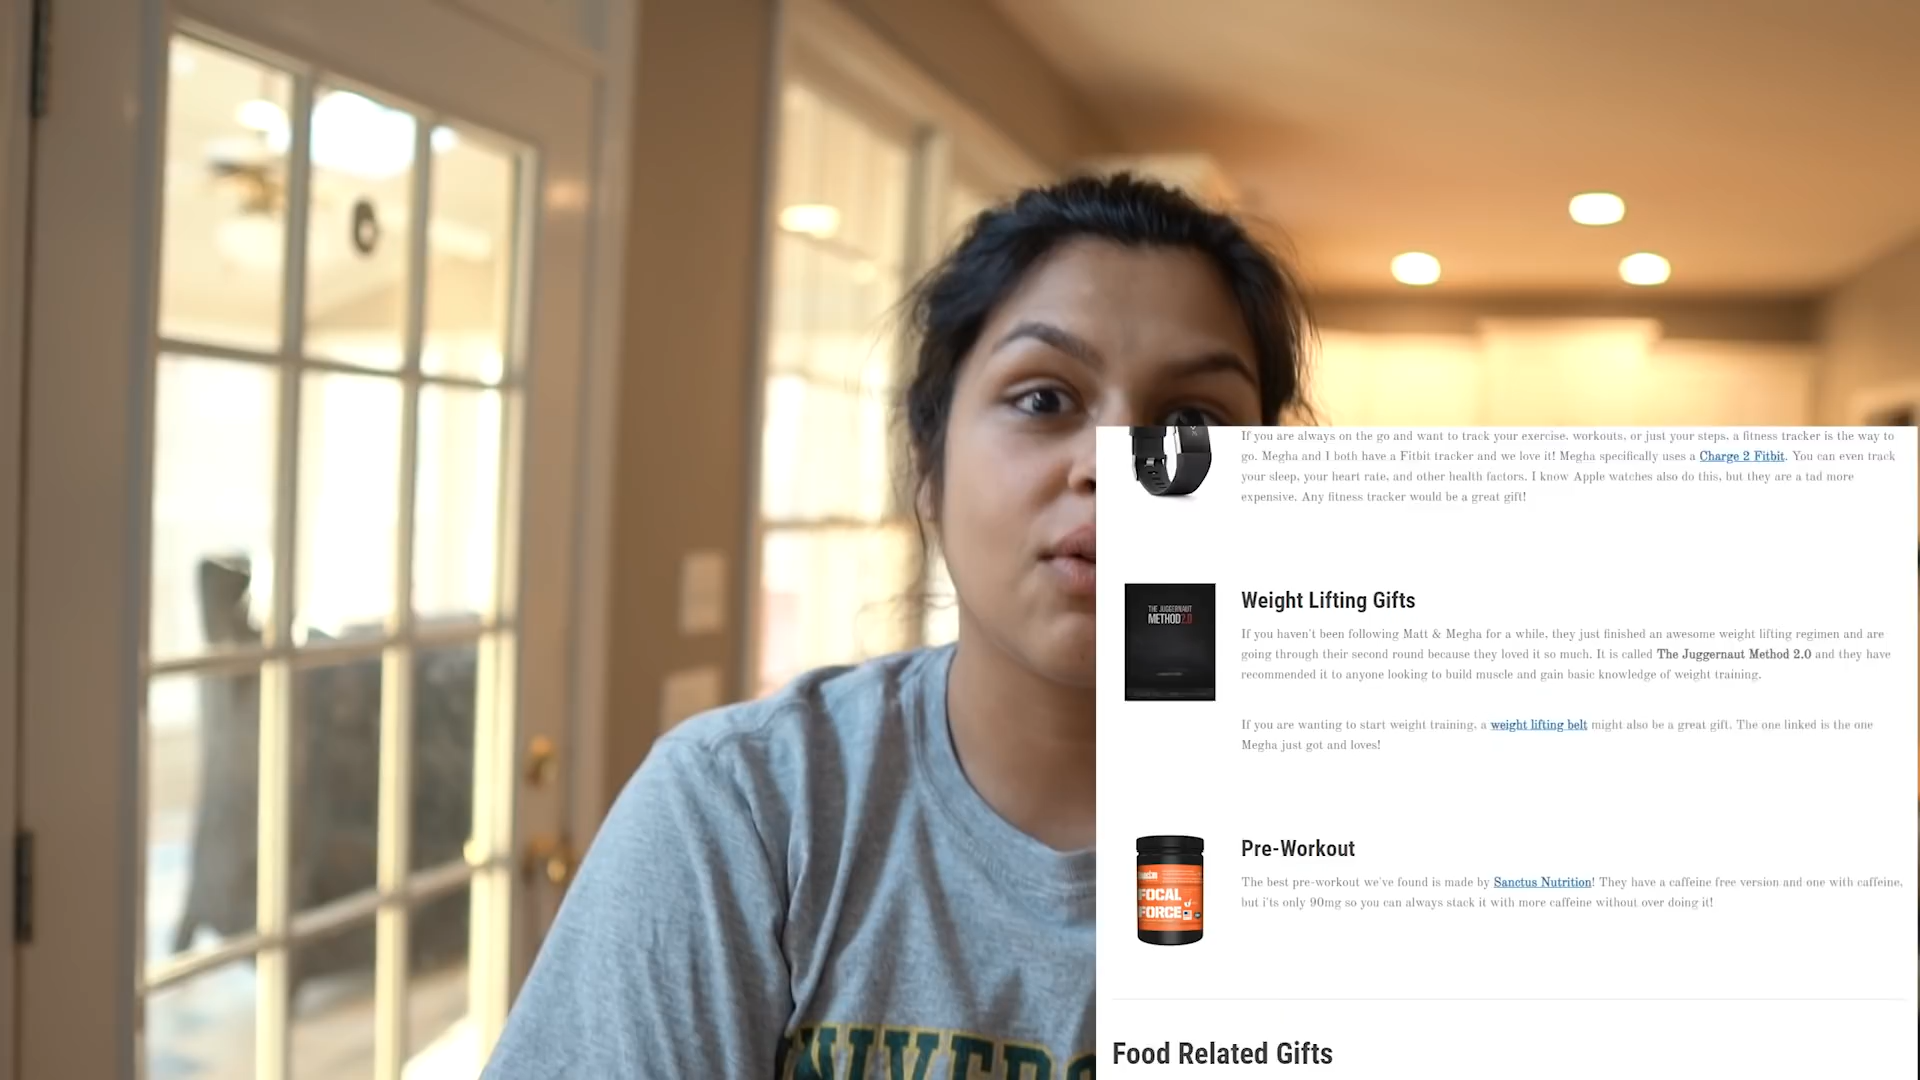 If you are always on the go and want to track your exercise, workouts, or just your steps, a fitness tracker is the way to
go. Megha and I both have a Fitbit tracker and we love it! Megha specifically uses a Charge 2 Fitbit. You can even track
your sleep, your heart rate, and other health factors. I know Apple watches also do this, but they are a tad more
expensive. Any fitness tracker would be a great gift!
THE JUGGERNAUT
METHOD 2.0
Weight Lifting Gifts
If you haven't been following Matt & Megha for a while, they just finished an awesome weight lifting regimen and are
going through their second round because they loved it so much. It is called The Juggernaut Method 2.0 and they have
recommended it to anyone looking to build muscle and gain basic knowledge of weight training.
If you are wanting to start weight training, a weight lifting belt might also be a great gift. The one linked is the one
Megha just got and loves!
Pre-Workout
FOCAL
FORCE
The best pre-workout we've found is made by Sanctus Nutrition! They have a caffeine free version and one with caffeine,
but i'ts only 90mg so you can always stack it with more caffeine without over doing it!
Food Related Gifts